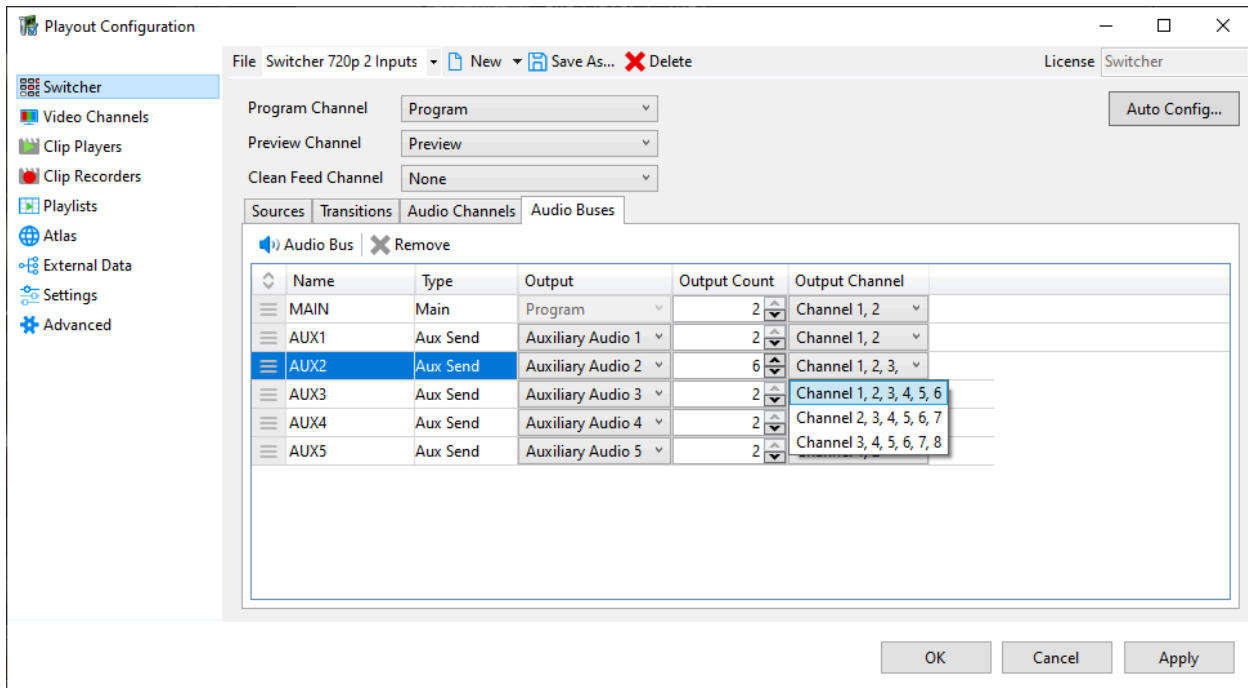 Playout Configuration
File Switcher 720p 2 Inputs New Save As... Delete License Switcher
Switcher
Video Channels
Clip Players
Clip Recorders
Playlists
Atlas
External Data
Settings
Advanced
Program Channel Program Auto Config...
Preview Channel Preview
Clean Feed Channel None
Sources Transitions Audio Channels Audio Buses
Audio Bus Remove
Name Type Output Output Count Output Channel
MAIN Main Program 2 Channel 1, 2
AUX1 Aux Send Auxiliary Audio 1 2 Channel 1, 2
AUX2 Aux Send Auxiliary Audio 2 6 Channel 1, 2, 3,
AUX3 Aux Send Auxiliary Audio 3 2 Channel 1, 2, 3, 4, 5, 6
AUX4 Aux Send Auxiliary Audio 4 2 Channel 2, 3, 4, 5, 6, 7
AUX5 Aux Send Auxiliary Audio 5 2 Channel 3, 4, 5, 6, 7, 8
OK Cancel Apply